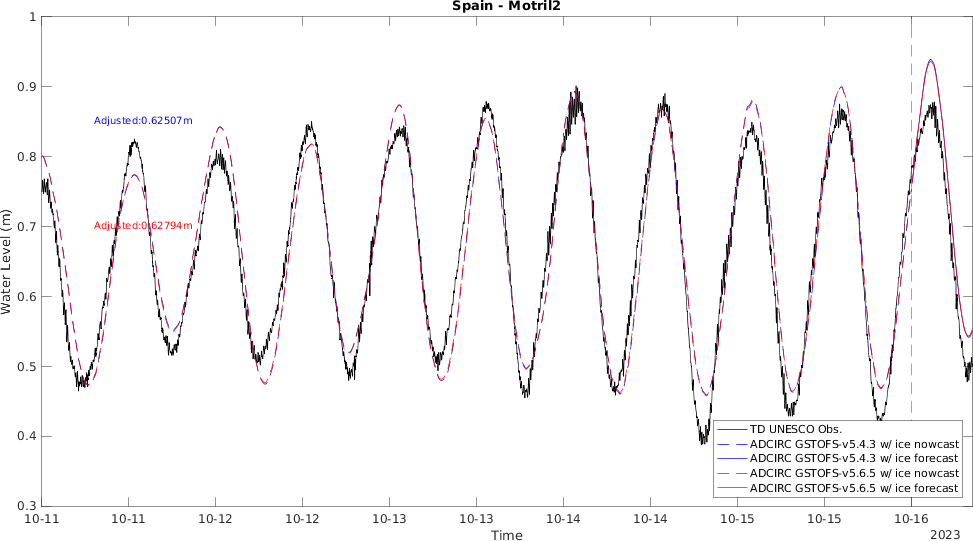 Spain - Motril2
1
0.9
0.8
0.7
0.6
0.5
0.4
0.3
Water Level (m)
Adjusted:0.62507m
Adjusted:0.62794m
TD UNESCO Obs.
ADCIRC GSTOFS-v5.4.3 w/ ice nowcast
ADCIRC GSTOFS-v5.4.3 w/ ice forecast
ADCIRC GSTOFS-v5.6.5 w/ ice nowcast
ADCIRC GSTOFS-v5.6.5 w/ ice forecast
10-11 10-11 10-12 10-12 10-13 10-13 10-14 10-14 10-15 10-15 10-16
Time
2023